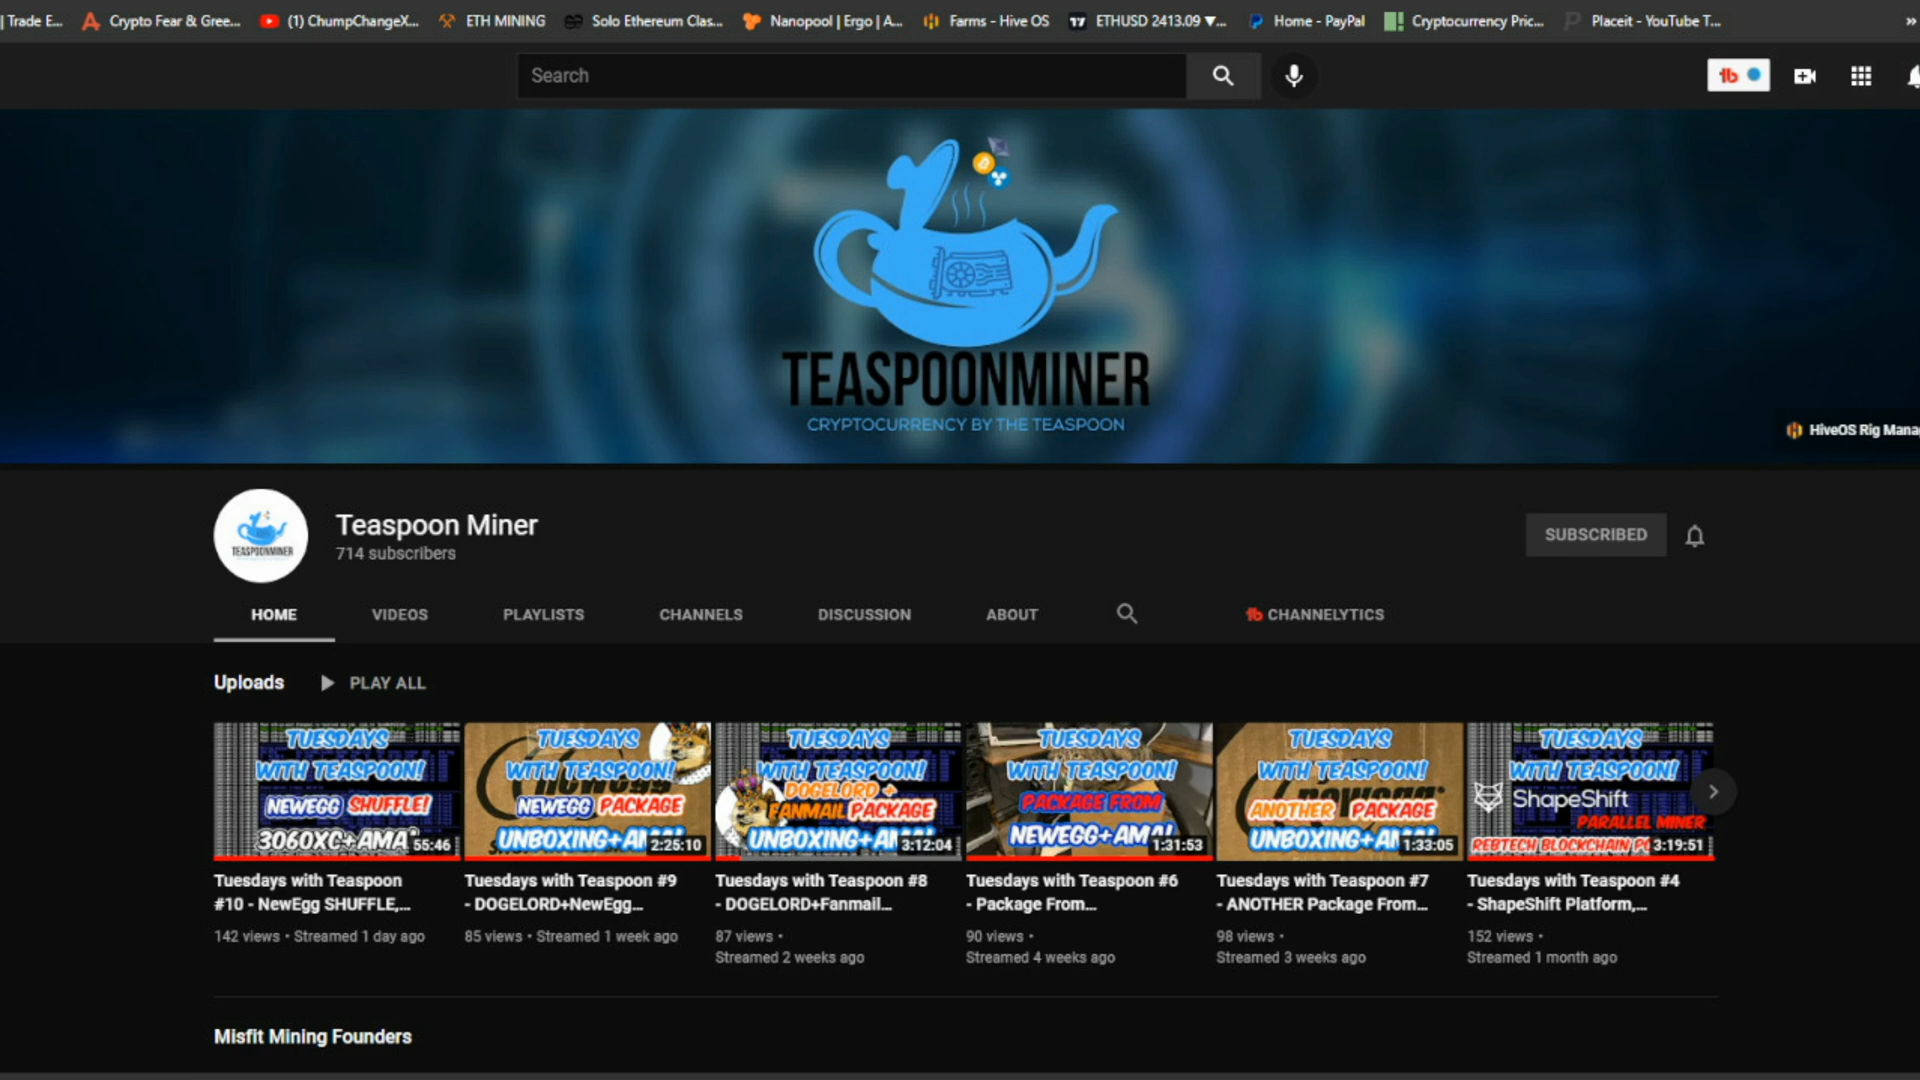 | Trade E...
Crypto Fear & Gree...
(1) ChumpChangeX...
ETH MINING
Solo Ethereum Clas...
Nanopool | Ergo | A...
Farms - Hive OS
ETHUSD 2413.09 ▼...
Home - PayPal
Cryptocurrency Pric...
Placeit - YouTube T...
»
Search
TEASPOONMINER
CRYPTOCURRENCY BY THE TEASPOON
HiveOS Rig Mana
TEASPOONMINER
Teaspoon Miner
714 subscribers
SUBSCRIBED
HOME
VIDEOS
PLAYLISTS
CHANNELS
DISCUSSION
ABOUT
CHANNELYTICS
Uploads
PLAY ALL
TUESDAYS
WITH TEASPOON!
NEWEGG SHUFFLE!
3060XC+AMA
55:46
Tuesdays with Teaspoon
#10 - NewEgg SHUFFLE,...
142 views • Streamed 1 day ago
TUESDAYS
WITH TEASPOON!
NEWEGG PACKAGE
UNBOXING+A
2:25:10
Tuesdays with Teaspoon #9
- DOGELORD+NewEgg...
85 views • Streamed 1 week ago
TUESDAYS
WITH TEASPOON!
DOGELORD +
FANMAIL PACKAGE
UNBOXING+A
3:12:04
Tuesdays with Teaspoon #8
- DOGELORD+Fanmail...
87 views •
Streamed 2 weeks ago
TUESDAYS
WITH TEASPOON!
PACKAGE FROM
NEWEGG+AMA!
1:31:53
Tuesdays with Teaspoon #6
- Package From...
90 views •
Streamed 4 weeks ago
TUESDAYS
WITH TEASPOON!
ANOTHER PACKAGE
UNBOXING+A
1:33:05
Tuesdays with Teaspoon #7
- ANOTHER Package From...
98 views •
Streamed 3 weeks ago
TUESDAYS
WITH TEASPOON!
ShapeShift
PARALLEL MINER
REDTECH BLOCKCHAIN
3:19:51
Tuesdays with Teaspoon #4
- ShapeShift Platform,...
152 views •
Streamed 1 month ago
Misfit Mining Founders